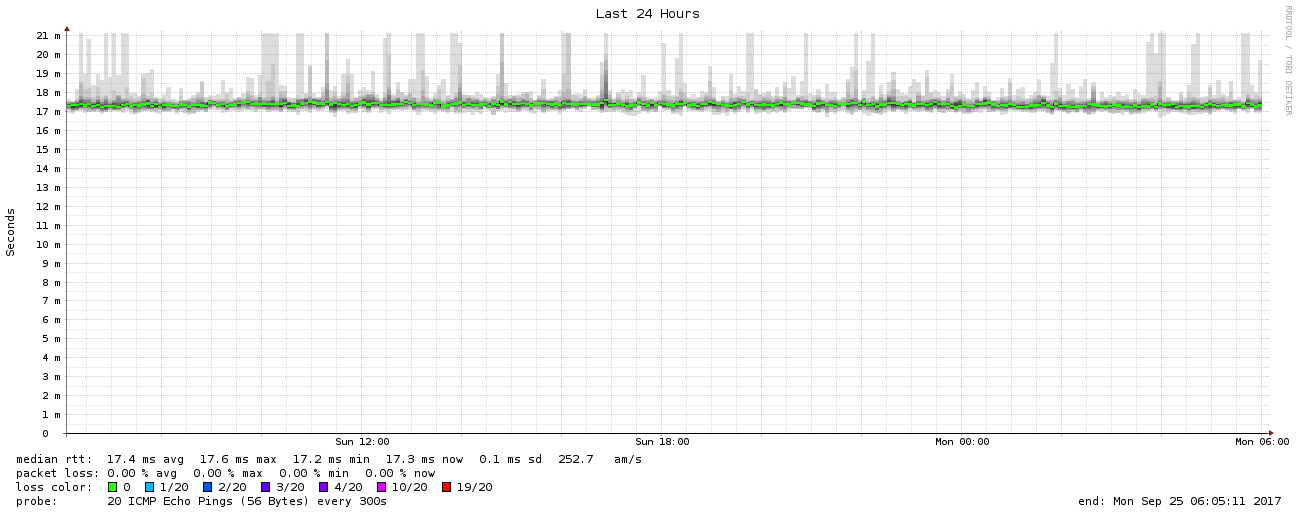 Last 24 Hours
RRDTOOL / TOBI OETIKER
Seconds
21 m
20 m
19 m
18 m
17 m
16 m
15 m
14 m
13 m
12 m
11 m
10 m
9 m
8 m
7 m
6 m
5 m
4 m
3 m
2 m
1 m
0
Sun 12:00 Sun 18:00 Mon 00:00 Mon 06:00
median rtt: 17.4 ms avg 17.6 ms max 17.2 ms min 17.3 ms now 0.1 ms sd 252.7 am/s
packet loss: 0.00 % avg 0.00 % max 0.00 % min 0.00 % now
loss color: 0 1/20 2/20 3/20 4/20 10/20 19/20
probe: 20 ICMP Echo Pings (56 Bytes) every 300s end: Mon Sep 25 06:05:11 2017